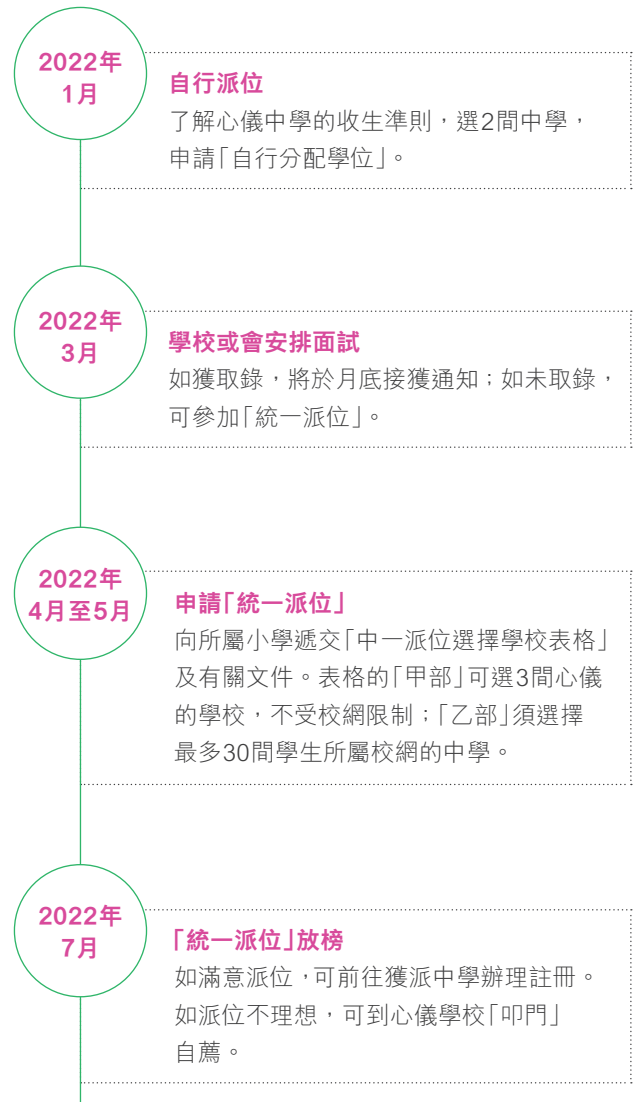 2022年
1月
自行派位
了解心儀中學的收生準則，選2間中學，
申請「自行分配學位」。
2022年
3月
學校或會安排面試
如獲取錄，將於月底接獲通知；如未取錄，
可參加「統一派位」。
2022年
4月至5月
申請「統一派位」
向所屬小學遞交「中一派位選擇學校表格」
及有關文件。表格的「甲部」可選3間心儀
的學校，不受校網限制；「乙部」須選擇
最多30間學生所屬校網的中學。
2022年
7月
「統一派位」放榜
如滿意派位，可前往獲派中學辦理註冊。
如派位不理想，可到心儀學校「叩門」
自薦。